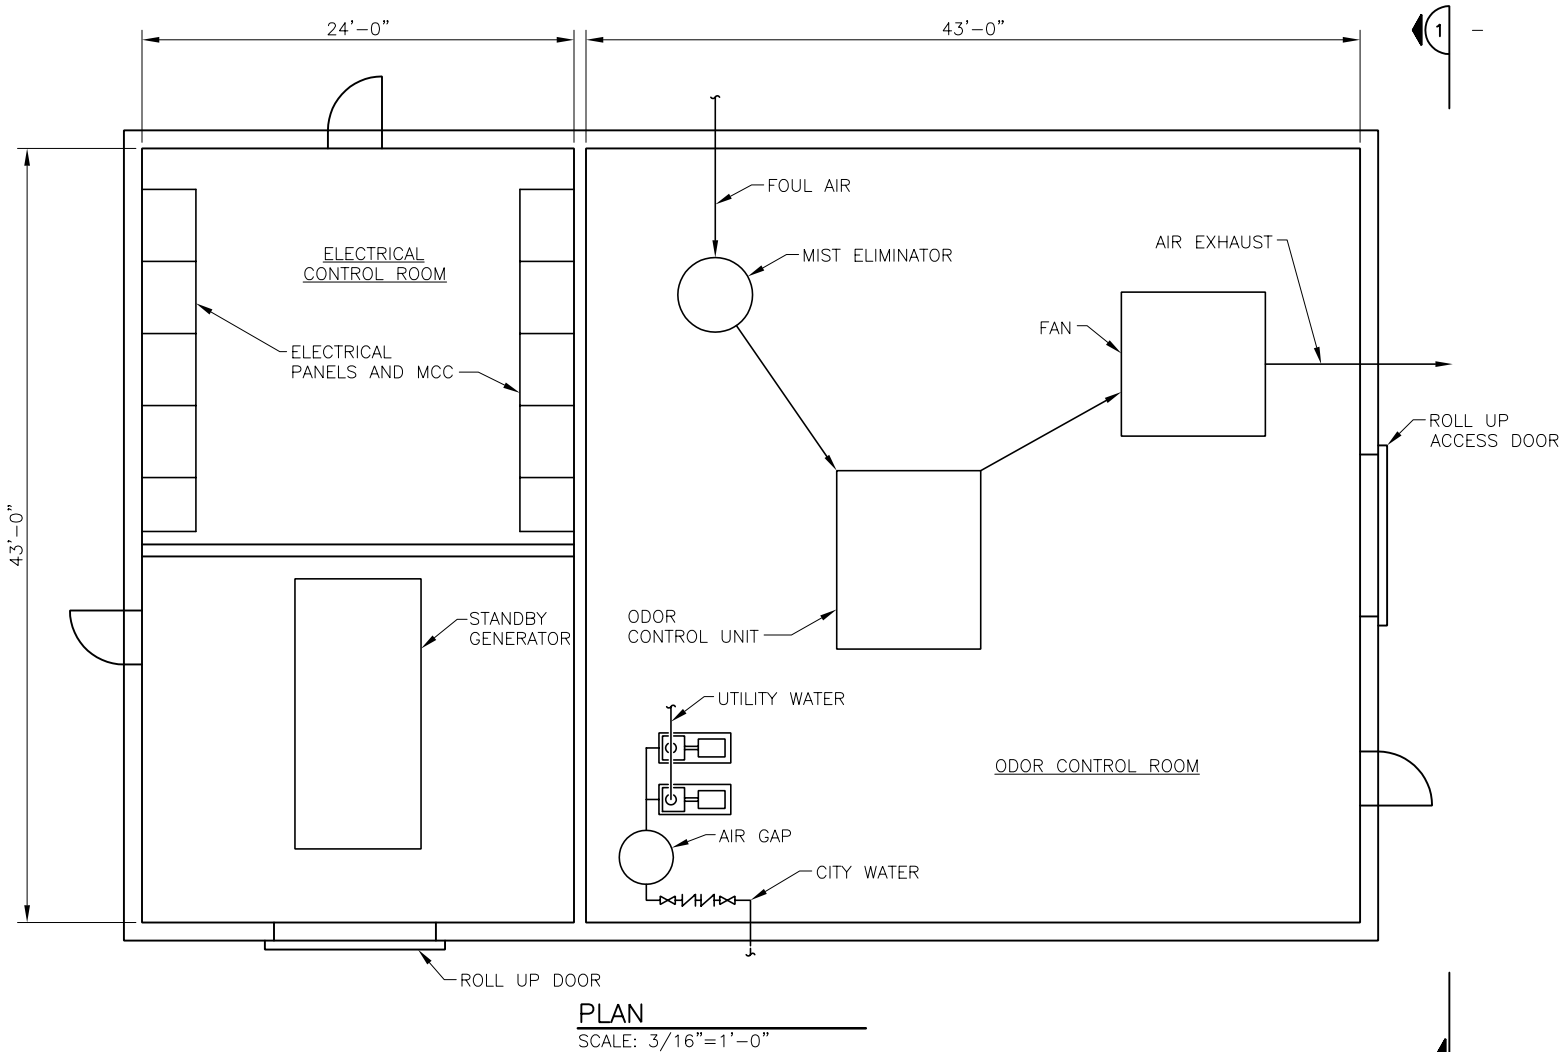 24'-0"
43'-0"
1
-
FOUL AIR
MIST ELIMINATOR
AIR EXHAUST
ELECTRICAL
CONTROL ROOM
FAN
ELECTRICAL
PANELS AND MCC
ROLL UP
ACCESS DOOR
43'-0"
STANDBY
GENERATOR
ODOR
CONTROL UNIT
UTILITY WATER
ODOR CONTROL ROOM
AIR GAP
CITY WATER
ROLL UP DOOR
PLAN
SCALE: 3/16"=1'-0"